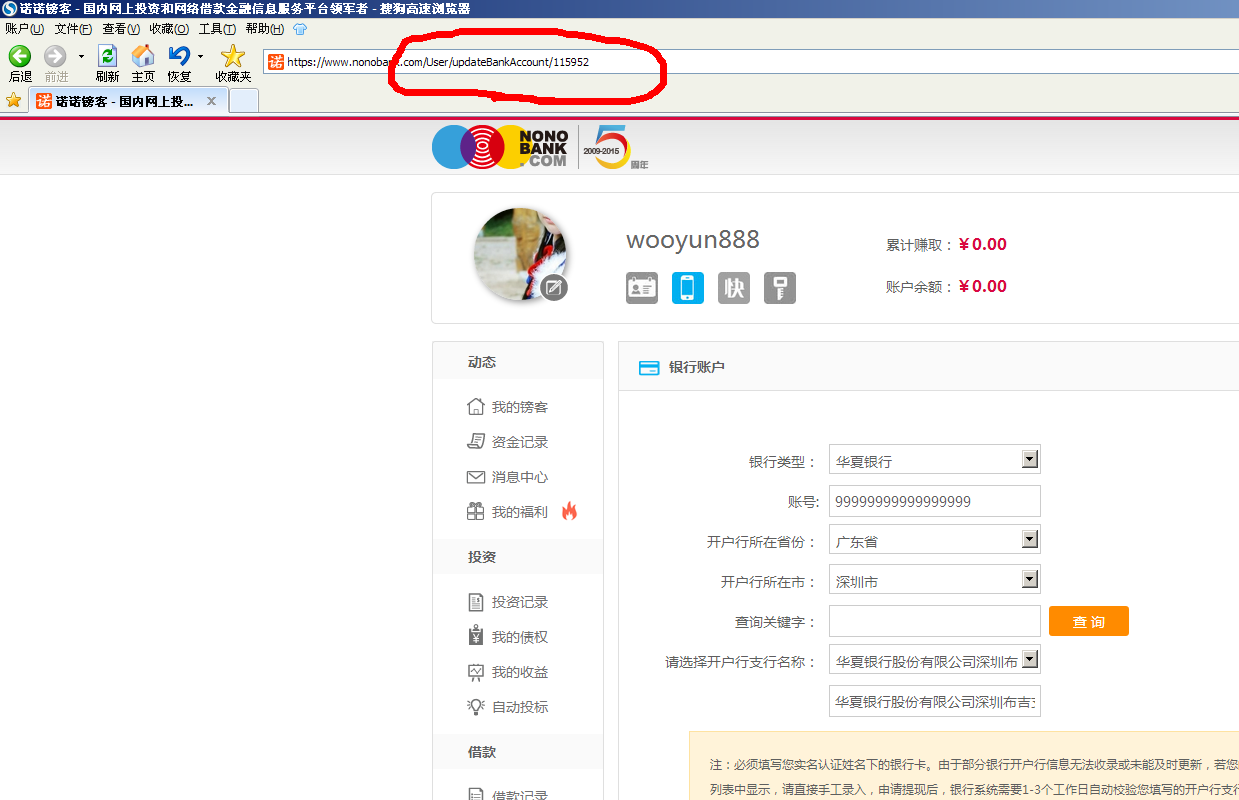 诺诺镑客 - 国内网上投资和网络借款金融信息服务平台领军者 - 搜狗高速浏览器
账户(U) 文件(F) 查看(V) 收藏(O) 工具(T) 帮助(H)
后退 前进 刷新 主页 恢复 收藏夹
诺 https://www.nonobank.com/User/updateBankAccount/115952
诺 诺诺镑客 - 国内网上投... x
NONO BANK .COM 2009-2015 5 周年
wooyun888
累计赚取：￥0.00
快
账户余额：￥0.00
动态
银行账户
我的镑客
资金记录
消息中心
我的福利
投资
投资记录
我的债权
我的收益
自动投标
借款
借款记录
银行类型： 华夏银行
账号: 99999999999999999
开户行所在省份： 广东省
开户行所在市： 深圳市
查询关键字： 查 询
请选择开户行支行名称： 华夏银行股份有限公司深圳布
华夏银行股份有限公司深圳布吉
注：必须填写您实名认证姓名下的银行卡。由于部分银行开户行信息无法收录或未能及时更新，若您
列表中显示，请直接手工录入，申请提现后，银行系统需要1-3个工作日自动校验您填写的开户行支行